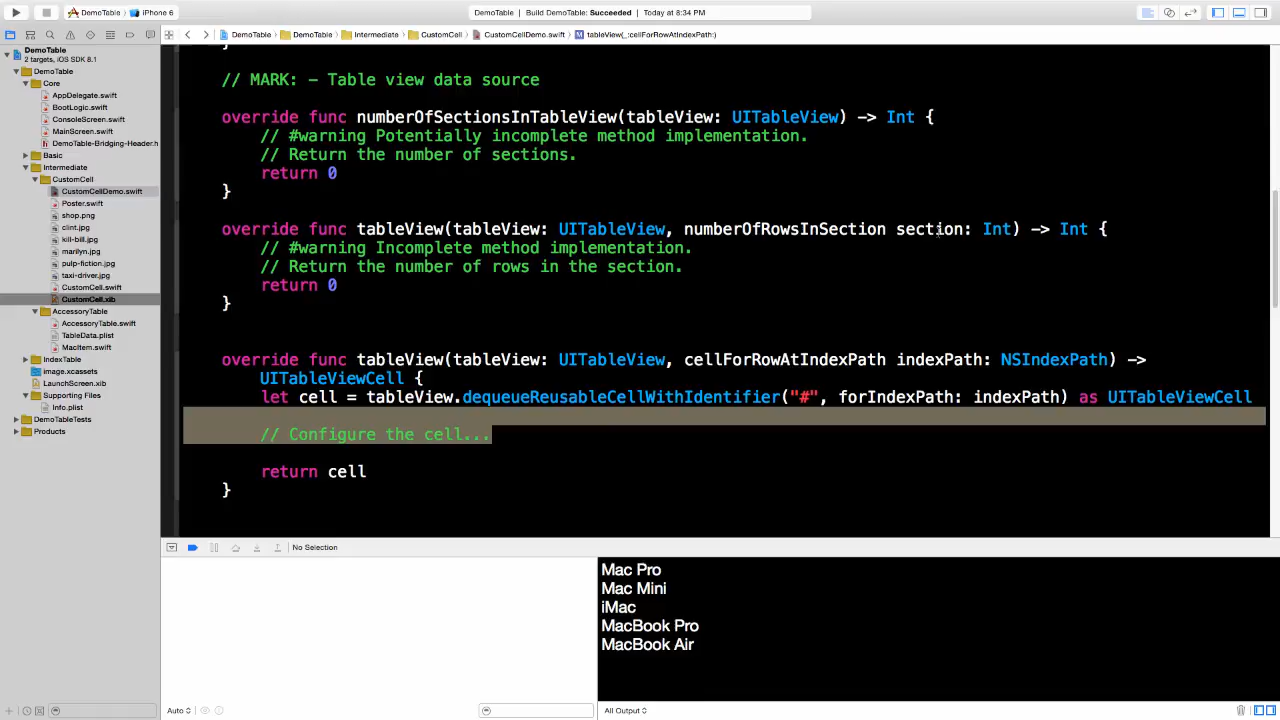 DemoTable
iPhone 6
DemoTable
Build DemoTable: Succeeded
Today at 8:34 PM
DemoTable
DemoTable
Intermediate
CustomCell
CustomCellDemo.swift
M
tableView(_:cellForRowAtIndexPath:)
DemoTable
2 targets, iOS SDK 8.1
DemoTable
Core
AppDelegate.swift
BootLogic.swift
ConsoleScreen.swift
MainScreen.swift
DemoTable-Bridging-Header.h
Basic
Intermediate
CustomCell
CustomCellDemo.swift
Poster.swift
shop.png
clint.jpg
kill-bill.jpg
marilyn.jpg
pulp-fiction.jpg
taxi-driver.jpg
CustomCell.swift
CustomCell.xib
AccessoryTable
AccessoryTable.swift
TableData.plist
MacItem.swift
IndexTable
image.xcassets
LaunchScreen.xib
Supporting Files
Info.plist
DemoTableTests
Products
}
// MARK: - Table view data source
override func numberOfSectionsInTableView(tableView: UITableView) -> Int {
// #warning Potentially incomplete method implementation.
// Return the number of sections.
return 0
}
override func tableView(tableView: UITableView, numberOfRowsInSection section: Int) -> Int {
// #warning Incomplete method implementation.
// Return the number of rows in the section.
return 0
}
override func tableView(tableView: UITableView, cellForRowAtIndexPath indexPath: NSIndexPath) ->
UITableViewCell {
let cell = tableView.dequeueReusableCellWithIdentifier("#", forIndexPath: indexPath) as UITableViewCell
// Configure the cell...
return cell
}
No Selection
Mac Pro
Mac Mini
iMac
MacBook Pro
MacBook Air
Auto
All Output